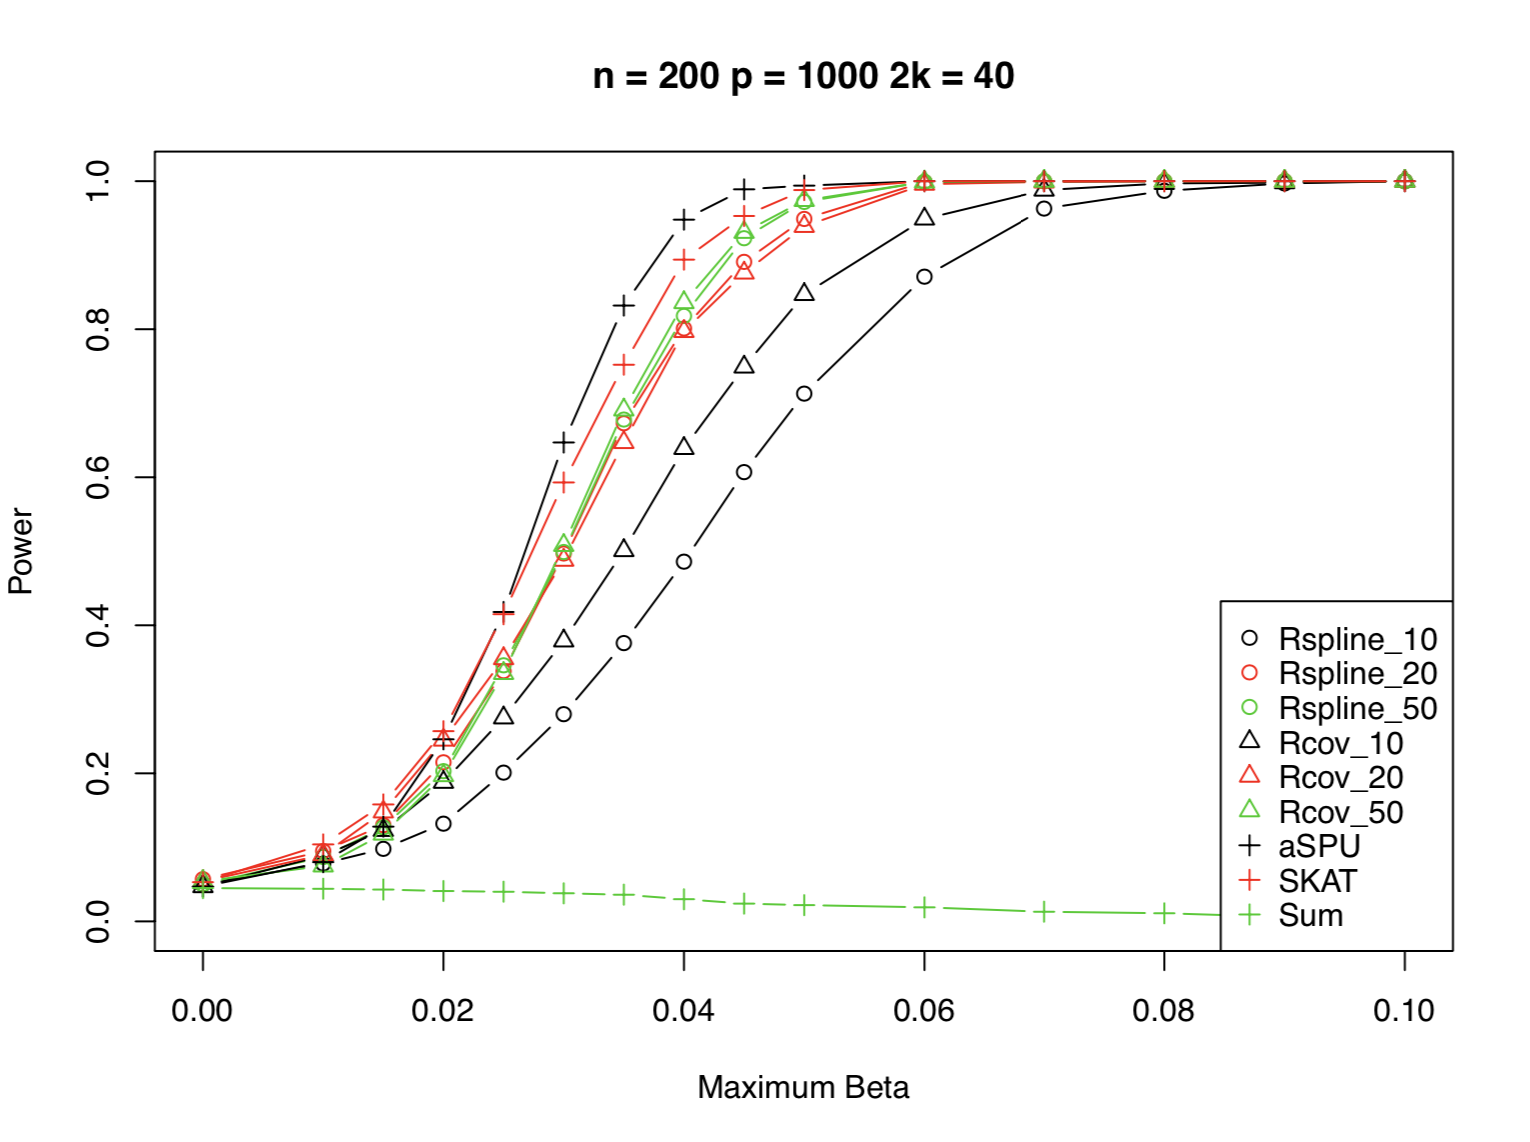 n = 200 p = 1000 2k = 40
1.0
0.8
0.6
0.4
0.2
0.0
Power
Rspline_10
Rspline_20
Rspline_50
Rcov_10
Rcov_20
Rcov_50
aSPU
SKAT
Sum
0.00 0.02 0.04 0.06 0.08 0.10
Maximum Beta